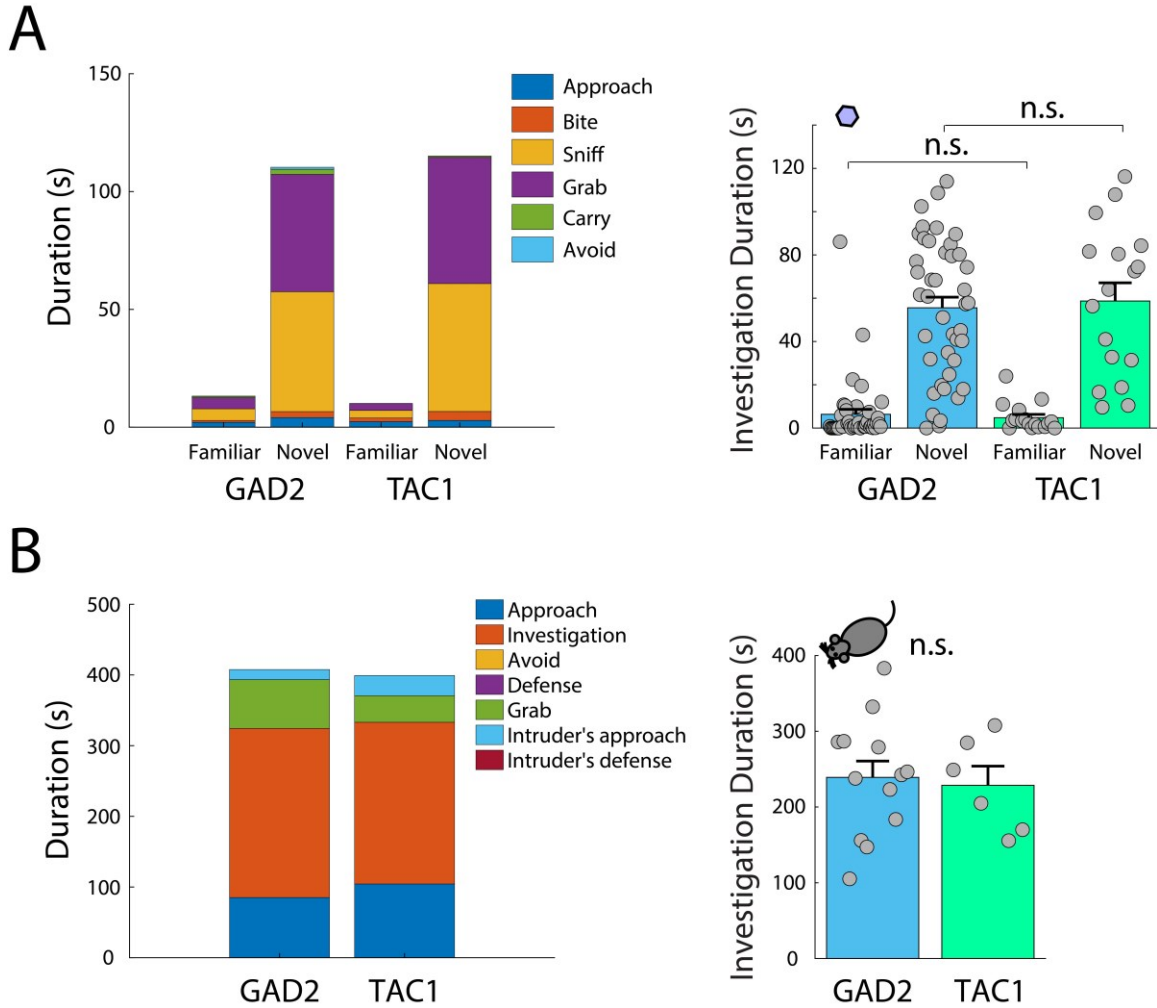 A
Duration (s)
150
100
50
0
Approach
Bite
Sniff
Grab
Carry
Avoid
Familiar Novel Familiar Novel
GAD2 TAC1
Investigation Duration (s)
120
80
40
0
n.s.
n.s.
Familiar Novel Familiar Novel
GAD2 TAC1
B
Duration (s)
500
400
300
200
100
0
Approach
Investigation
Avoid
Defense
Grab
Intruder's approach
Intruder's defense
GAD2 TAC1
Investigation Duration (s)
400
300
200
100
0
n.s.
GAD2 TAC1